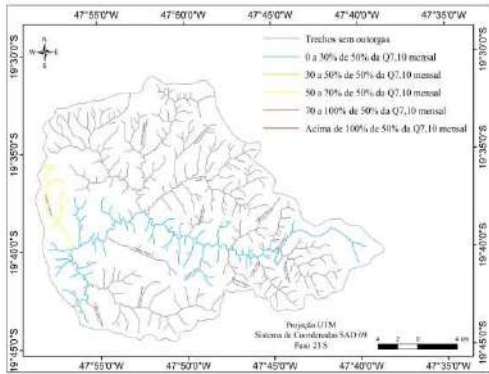 47°55'0"W 47°50'0"W 47°45'0"W 47°40'0"W 47°35'0"W
19°30'0"S 19°30'0"S
N
W E
S
Trechos sem outorgas
0 a 30% de 50% da Q7,10 mensal
30 a 50% de 50% da Q7,10 mensal
50 a 70% de 50% da Q7,10 mensal
70 a 100% de 50% da Q7,10 mensal
Acima de 100% de 50% da Q7,10 mensal
19°35'0"S 19°35'0"S
19°40'0"S 19°40'0"S
Projeção UTM
Sistema de Coordenadas SAD 69
Fuso 23 S
4 2 0 4 km
19°45'0"S 19°45'0"S
47°55'0"W 47°50'0"W 47°45'0"W 47°40'0"W 47°35'0"W